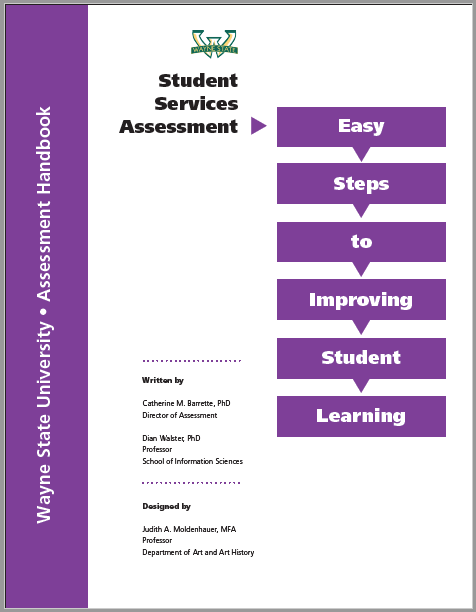 WAYNE STATE
Student
Services
Assessment
Easy
Steps
to
Improving
Student
Learning
Wayne State University • Assessment Handbook
Written by
Catherine M. Barrette, PhD
Director of Assessment
Dian Walster, PhD
Professor
School of Information Sciences
Designed by
Judith A. Moldenhauer, MFA
Professor
Department of Art and Art History